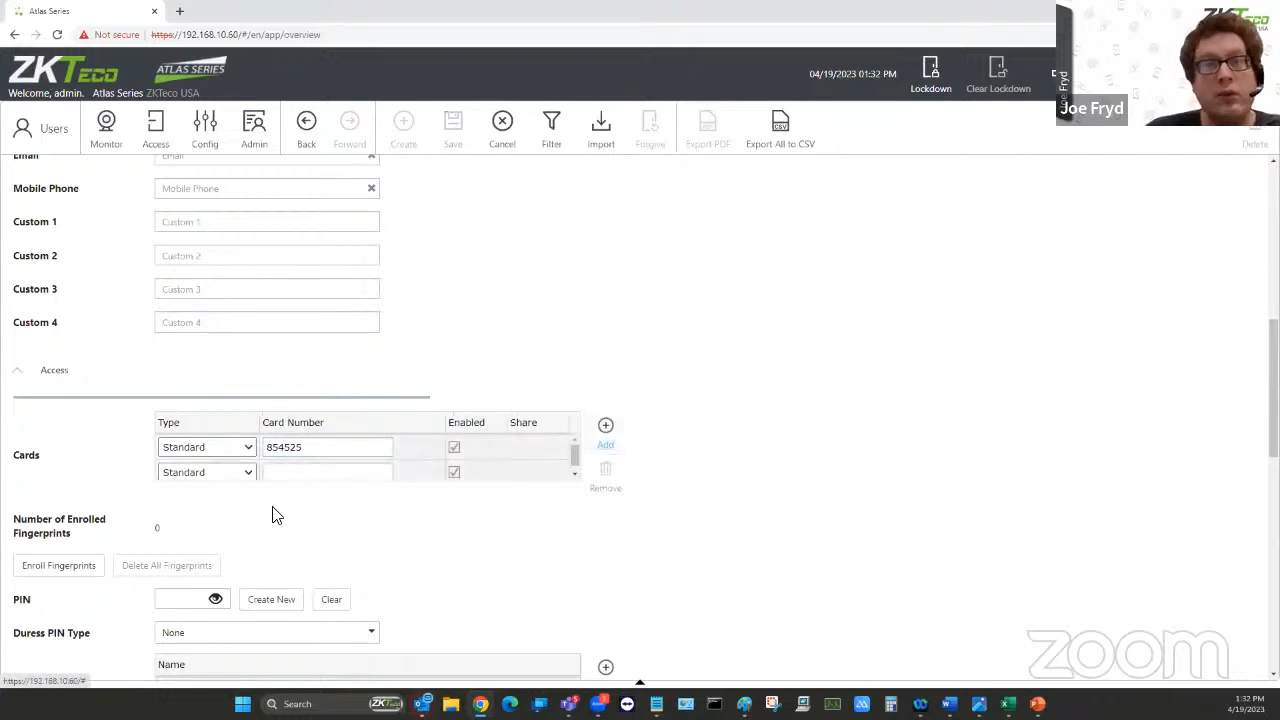 Atlas Series
Not secure
https://192.168.10.60/#/en/app/overview
ZKTeco
ATLAS SERIES
Welcome, admin. Atlas Series ZKTeco USA
04/19/2023 01:32 PM
Lockdown
Clear Lockdown
Joe Fryd
Joe Fryd
Users
Monitor
Access
Config
Admin
Back
Forward
Create
Save
Cancel
Filter
Import
Forgive
Export PDF
Export All to CSV
Delete
Email
Email
Mobile Phone
Mobile Phone
Custom 1
Custom 1
Custom 2
Custom 2
Custom 3
Custom 3
Custom 4
Custom 4
Access
Type Card Number Enabled Share
Cards
Standard 854525
Standard
Add
Remove
Number of Enrolled
Fingerprints
0
Enroll Fingerprints
Delete All Fingerprints
PIN
Create New
Clear
Duress PIN Type
None
Name
zoom
https://192.168.10.60/#
Search
ZKTeco
1:32 PM
4/19/2023